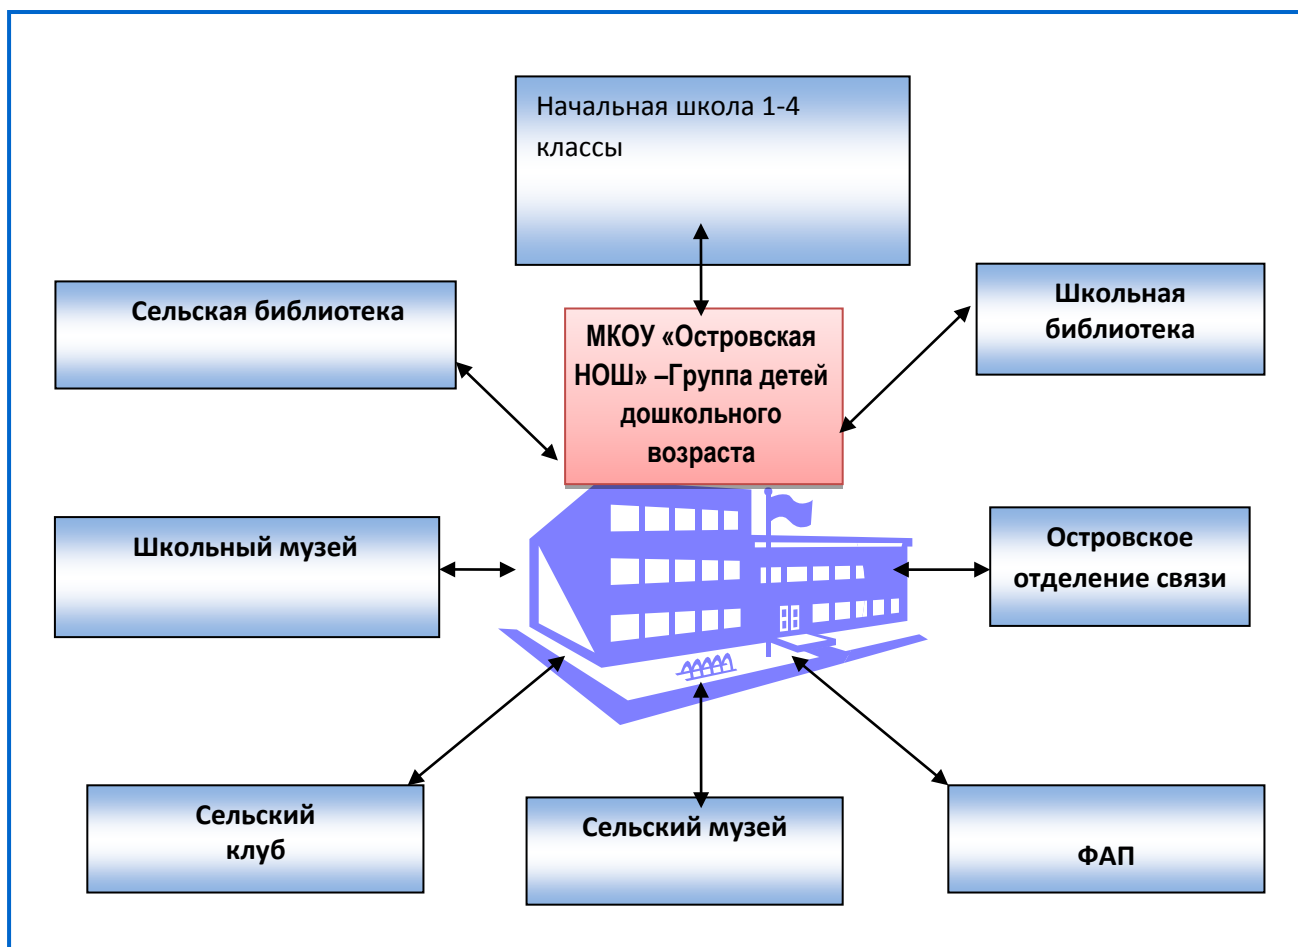 Начальная школа 1-4
классы
Сельская библиотека
Школьная
библиотека
МКОУ «Островская
НОШ» –Группа детей
дошкольного
возраста
Школьный музей
Островское
отделение связи
Сельский
клуб
Сельский музей
ФАП